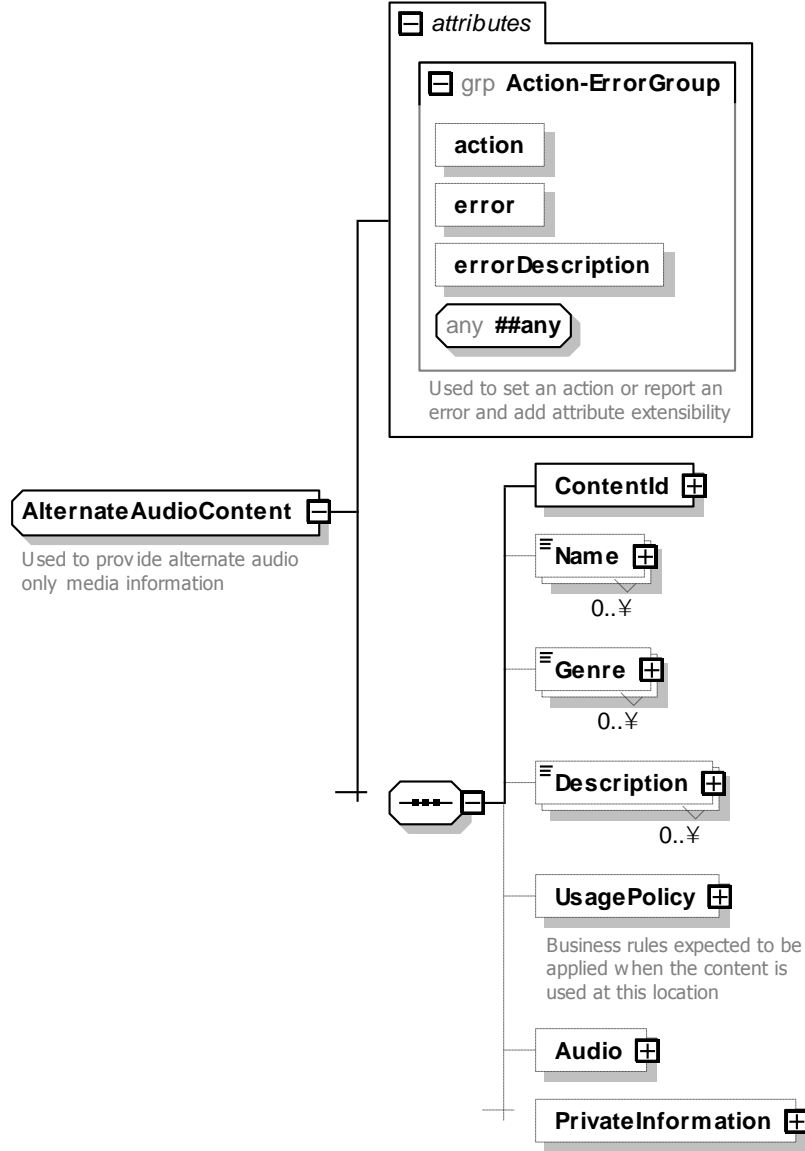 attributes
grp Action-ErrorGroup
action
error
errorDescription
any ##any
Used to set an action or report an
error and add attribute extensibility
AlternateAudioContent
Used to provide alternate audio
only media information
ContentId
Name
0..¥
Genre
0..¥
Description
0..¥
UsagePolicy
Business rules expected to be
applied when the content is
used at this location
Audio
PrivateInformation